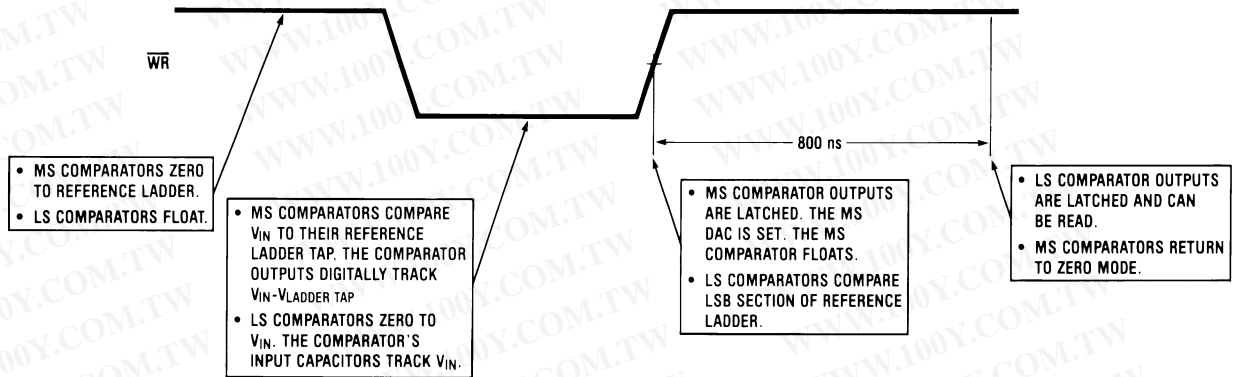 WR
800 ns
• MS COMPARATORS ZERO
TO REFERENCE LADDER.
• LS COMPARATORS FLOAT.
• MS COMPARATORS COMPARE
VIN TO THEIR REFERENCE
LADDER TAP. THE COMPARATOR
OUTPUTS DIGITALLY TRACK
VIN-VLADDER TAP
• LS COMPARATORS ZERO TO
VIN. THE COMPARATOR'S
INPUT CAPACITORS TRACK VIN.
• MS COMPARATOR OUTPUTS
ARE LATCHED. THE MS
DAC IS SET. THE MS
COMPARATOR FLOATS.
• LS COMPARATORS COMPARE
LSB SECTION OF REFERENCE
LADDER.
• LS COMPARATOR OUTPUTS
ARE LATCHED AND CAN
BE READ.
• MS COMPARATORS RETURN
TO ZERO MODE.
WWW.100Y.COM.TW